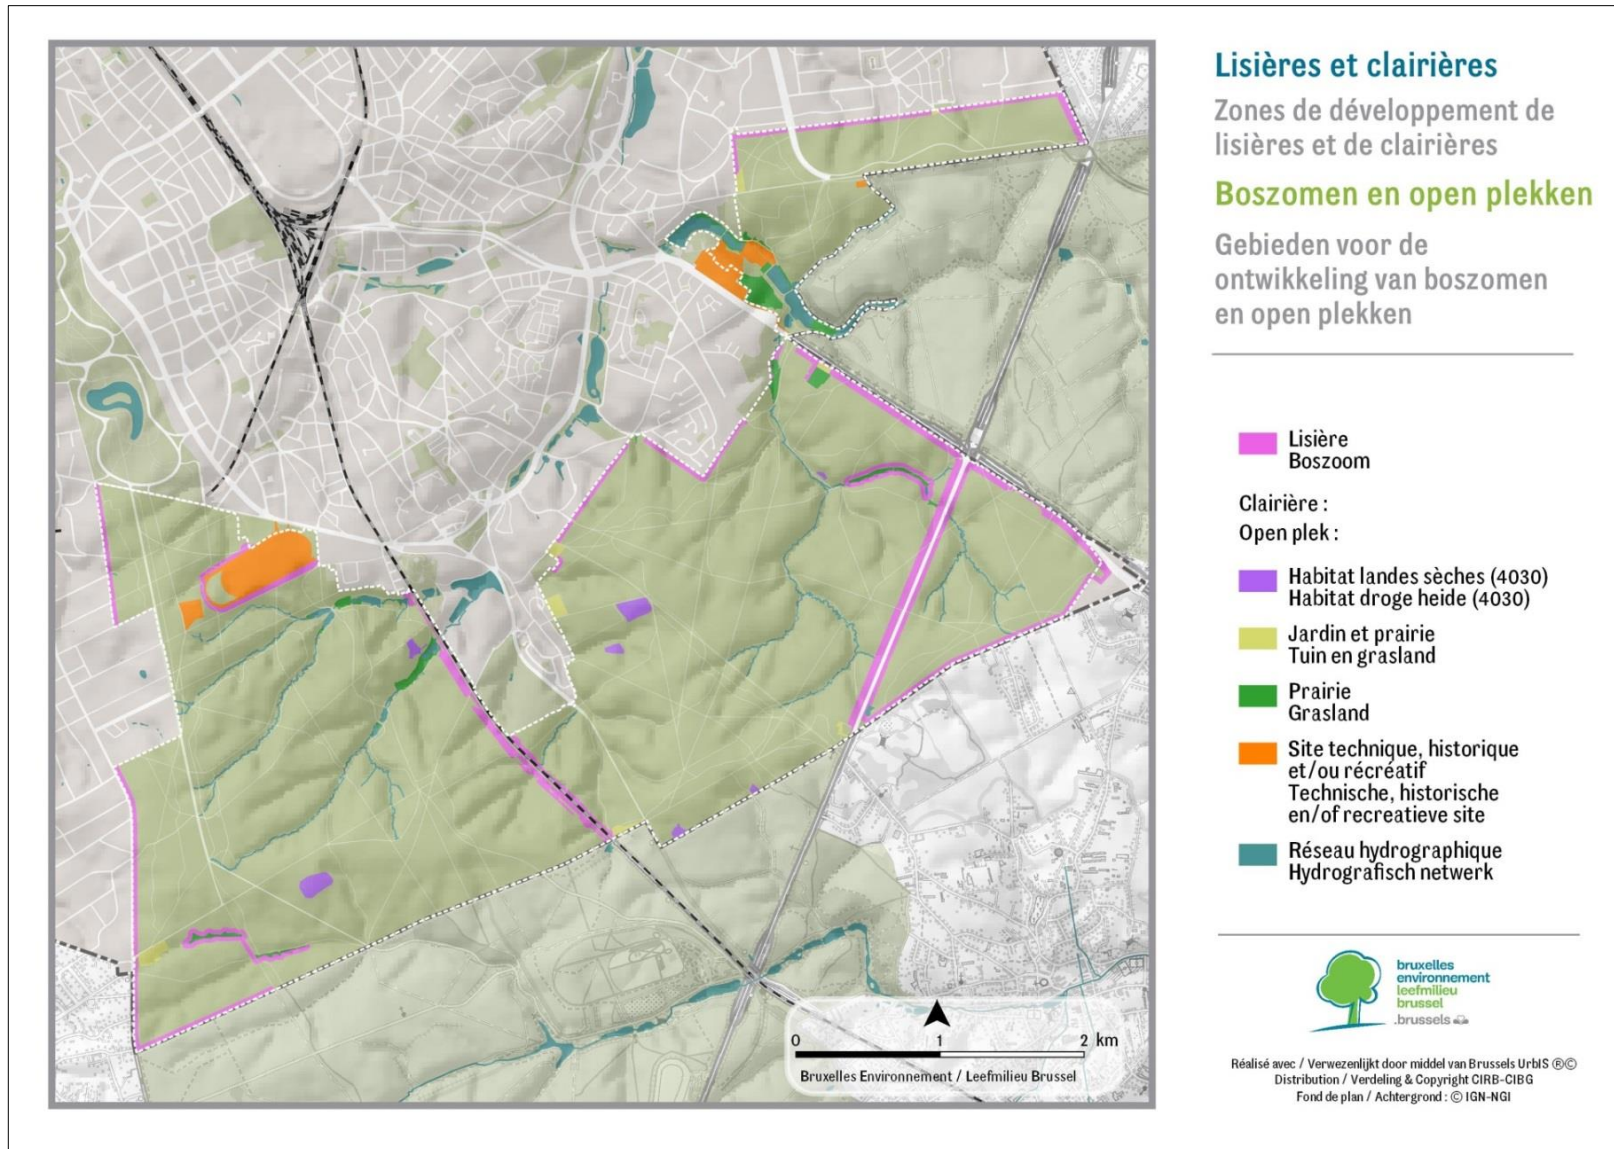 Lisières et clairières
Zones de développement de
lisières et de clairières
Boszomen en open plekken
Gebieden voor de
ontwikkeling van boszomen
en open plekken
Lisière
Boszoom
Clairière :
Open plek :
Habitat landes sèches (4030)
Habitat droge heide (4030)
Jardin et prairie
Tuin en grasland
Prairie
Grasland
Site technique, historique
et/ou récréatif
Technische, historische
en/of recreatieve site
Réseau hydrographique
Hydrografisch netwerk
bruxelles
environnement
leefmilieu
brussel
.brussels
Réalisé avec / Verwezenlijkt door middel van Brussels UrbIS ®©
Distribution / Verdeling & Copyright CIRB-CIBG
Fond de plan / Achtergrond : © IGN-NGI
0 1 2 km
Bruxelles Environnement / Leefmilieu Brussel